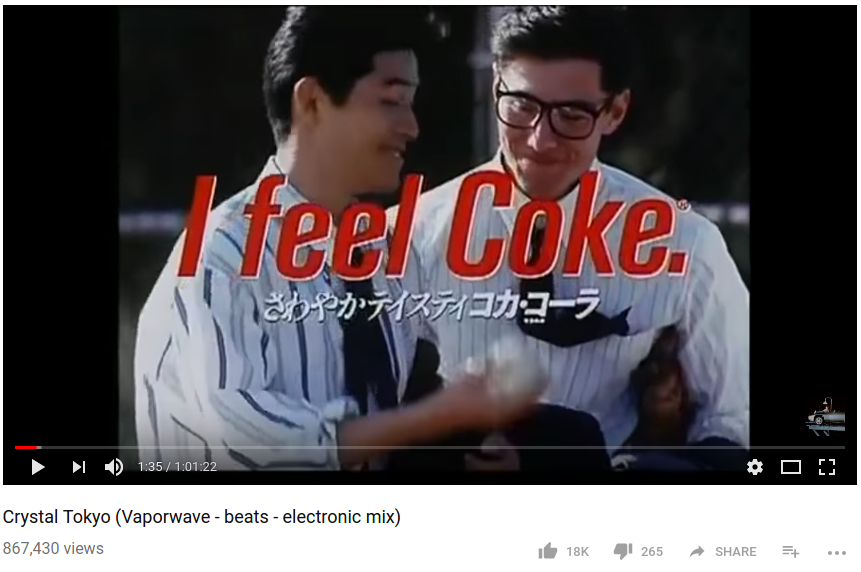 I feel Coke.®
さわやかテイスティ コカ・コーラ
1:35 / 1:01:22
Crystal Tokyo (Vaporwave - beats - electronic mix)
867,430 views
18K 265 SHARE